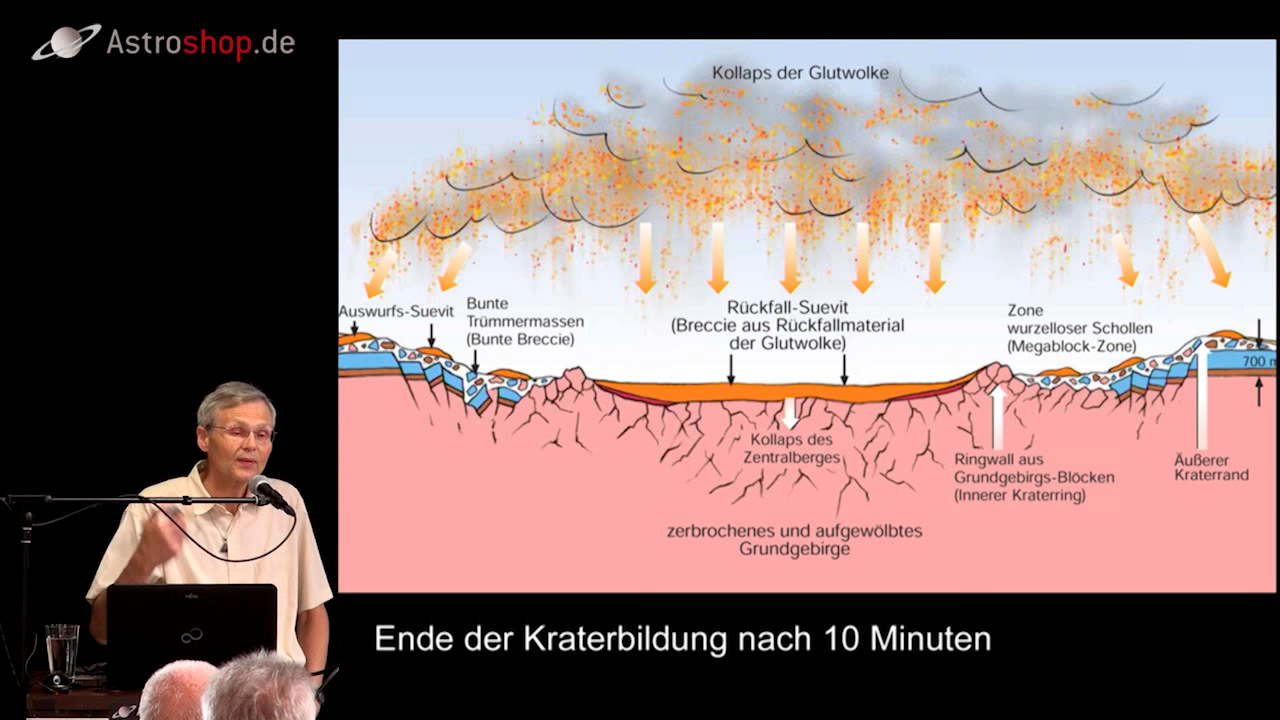 Astroshop.de
Kollaps der Glutwolke
Auswurfs-Suevit
Bunte
Trümmermassen
(Bunte Breccie)
Rückfall-Suevit
(Breccie aus Rückfallmaterial
der Glutwolke)
Zone
wurzelloser Schollen
(Megablock-Zone)
700 m
Kollaps des
Zentralberges
Ringwall aus
Grundgebirgs-Blöcken
(Innerer Kraterring)
Äußerer
Kraterrand
zerbrochenes und aufgewölbtes
Grundgebirge
Ende der Kraterbildung nach 10 Minuten